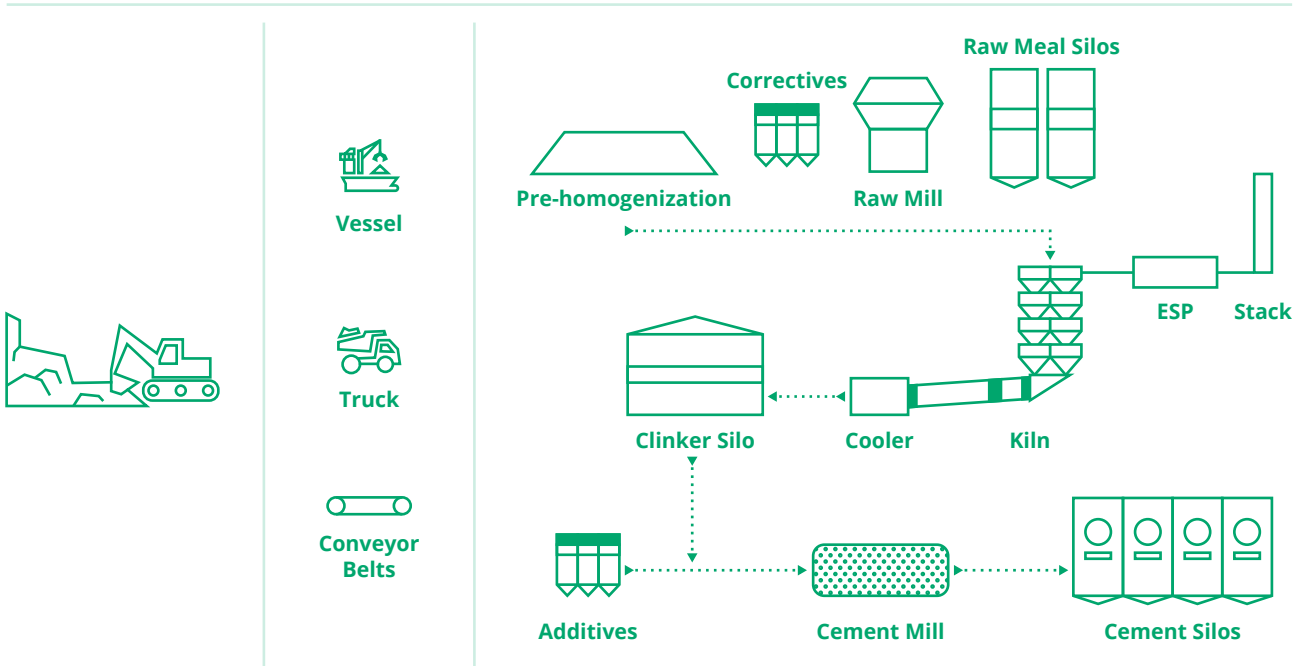 Vessel
Truck
Conveyor
Belts
Raw Meal Silos
Correctives
Pre-homogenization
Raw Mill
ESP
Stack
Clinker Silo
Cooler
Kiln
Additives
Cement Mill
Cement Silos